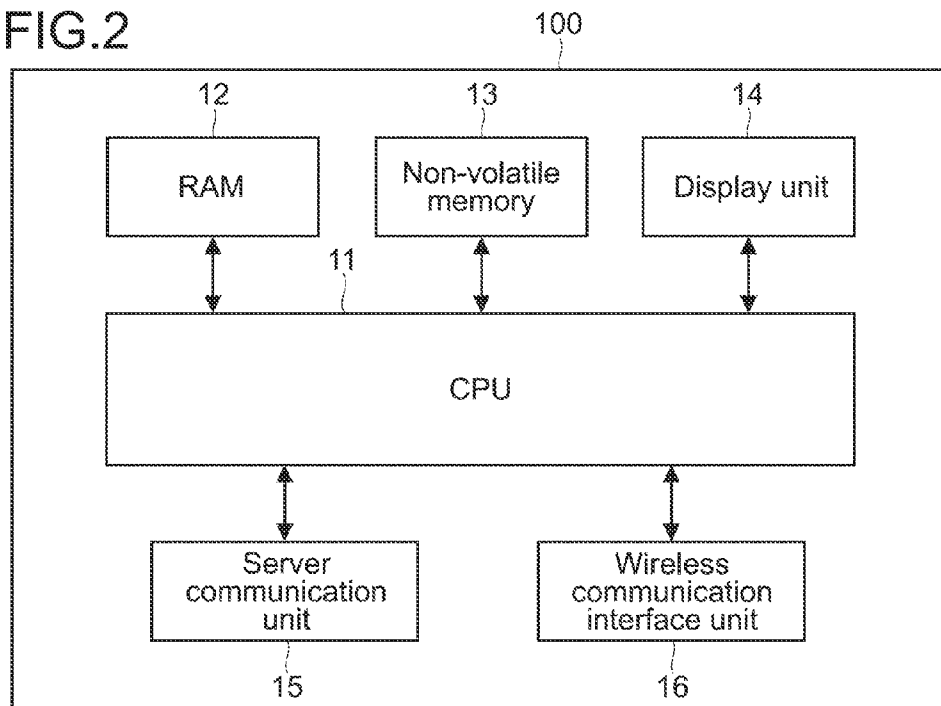 FIG.2
100
12
13
14
RAM
Non-volatile
memory
Display unit
11
CPU
Server
communication
unit
Wireless
communication
interface unit
15
16